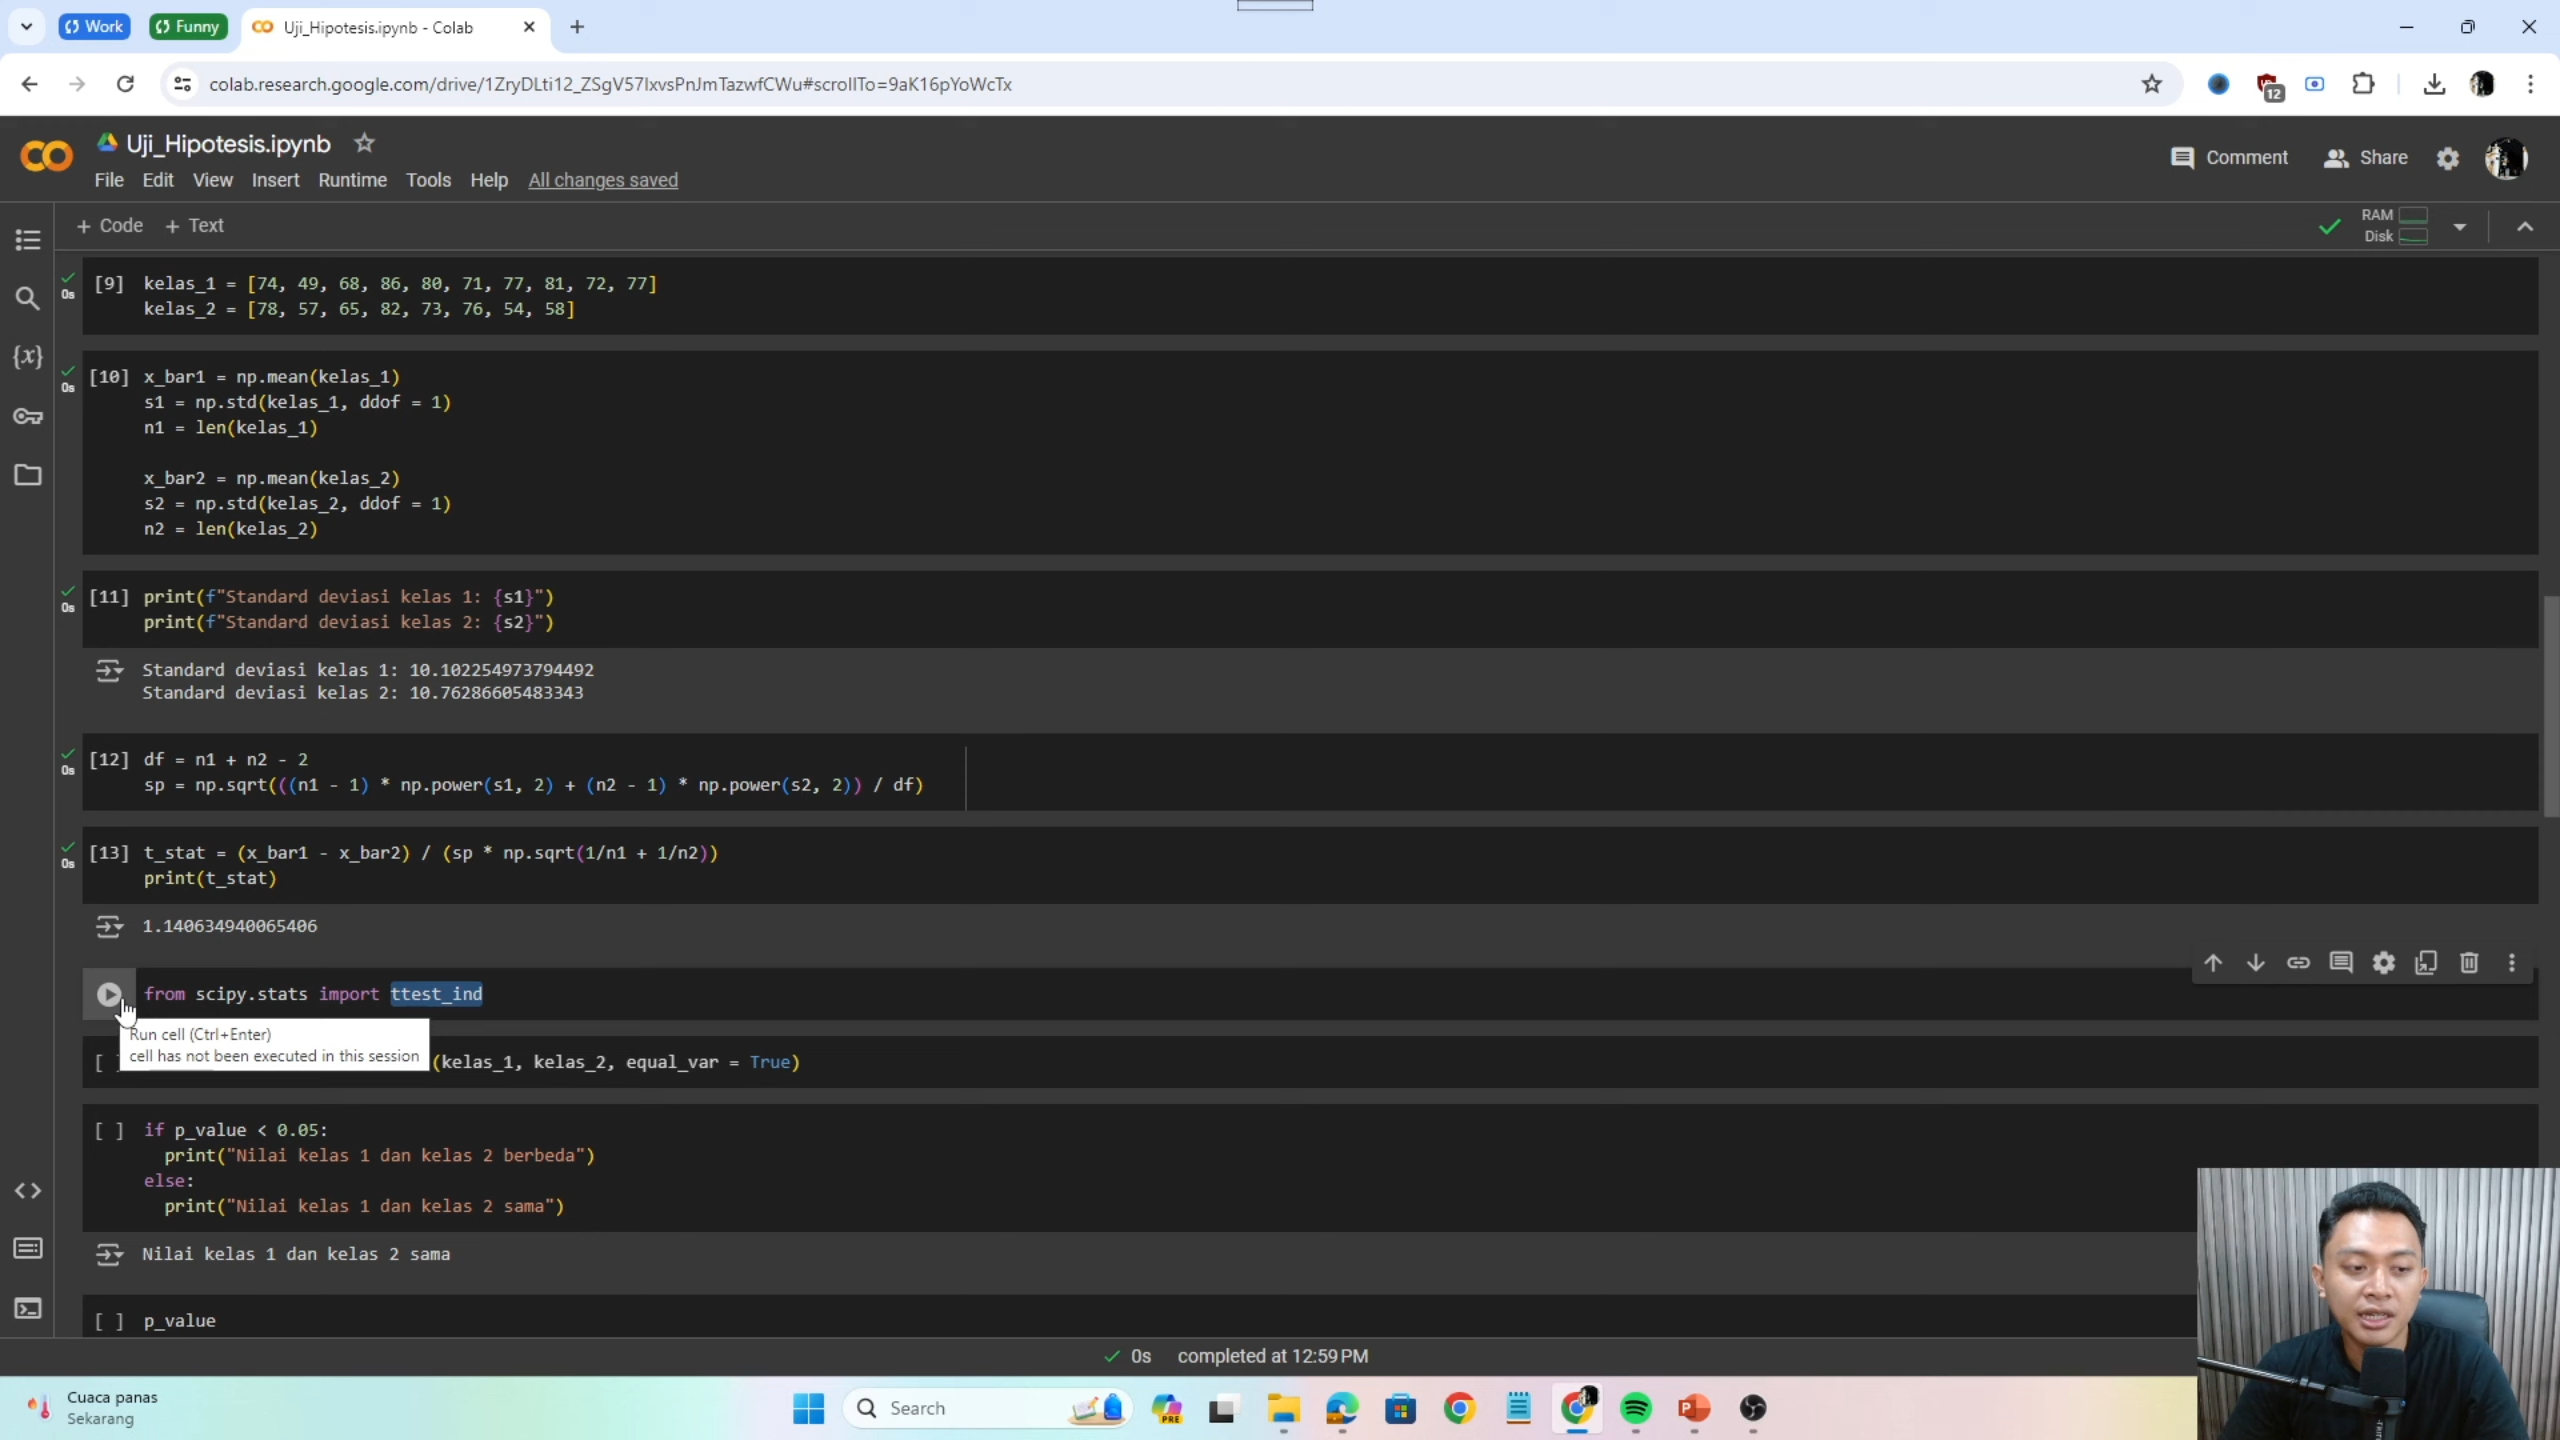 Work
Funny
Uji_Hipotesis.ipynb - Colab
colab.research.google.com/drive/1ZryDLti12_ZSgV57lxvsPnJmTazwfCWu#scrollTo=9aK16pYoWcTx
12
Uji_Hipotesis.ipynb
File Edit View Insert Runtime Tools Help All changes saved
Comment
Share
+ Code + Text
RAM
Disk
[9] kelas_1 = [74, 49, 68, 86, 80, 71, 77, 81, 72, 77]
0s
kelas_2 = [78, 57, 65, 82, 73, 76, 54, 58]
[10] x_bar1 = np.mean(kelas_1)
0s
s1 = np.std(kelas_1, ddof = 1)
n1 = len(kelas_1)
x_bar2 = np.mean(kelas_2)
s2 = np.std(kelas_2, ddof = 1)
n2 = len(kelas_2)
[11] print(f"Standard deviasi kelas 1: {s1}")
0s
print(f"Standard deviasi kelas 2: {s2}")
Standard deviasi kelas 1: 10.102254973794492
Standard deviasi kelas 2: 10.76286605483343
[12] df = n1 + n2 - 2
0s
sp = np.sqrt(((n1 - 1) * np.power(s1, 2) + (n2 - 1) * np.power(s2, 2)) / df)
[13] t_stat = (x_bar1 - x_bar2) / (sp * np.sqrt(1/n1 + 1/n2))
0s
print(t_stat)
1.140634940065406
from scipy.stats import ttest_ind
Run cell (Ctrl+Enter)
cell has not been executed in this session
[ ] (kelas_1, kelas_2, equal_var = True)
[ ] if p_value < 0.05:
print("Nilai kelas 1 dan kelas 2 berbeda")
else:
print("Nilai kelas 1 dan kelas 2 sama")
Nilai kelas 1 dan kelas 2 sama
[ ] p_value
0s completed at 12:59 PM
Cuaca panas
Sekarang
Search
PRE